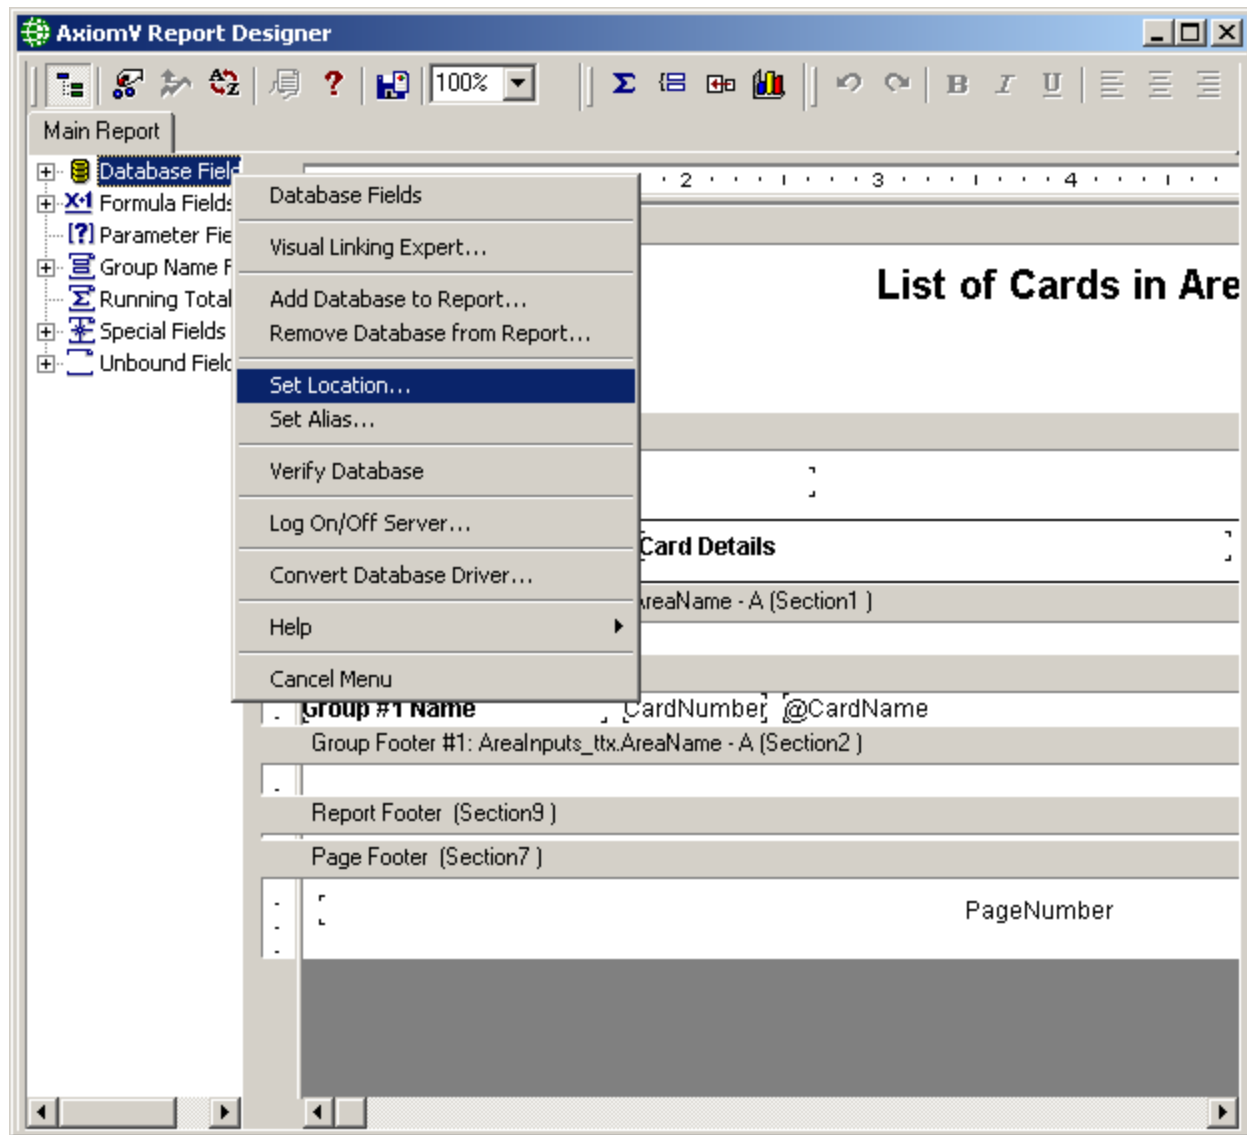 AxiomV Report Designer
100%
Main Report
Database Field
Formula Fields
Parameter Fie
Group Name F
Running Total
Special Fields
Unbound Field
Database Fields
Visual Linking Expert...
Add Database to Report...
Remove Database from Report...
Set Location...
Set Alias...
Verify Database
Log On/Off Server...
Convert Database Driver...
Help
Cancel Menu
2 3 4
List of Cards in Are
Card Details
AreaName - A (Section1 )
Group #1 Name CardNumber @CardName
Group Footer #1: AreaInputs_ttx.AreaName - A (Section2 )
Report Footer (Section9 )
Page Footer (Section7 )
PageNumber